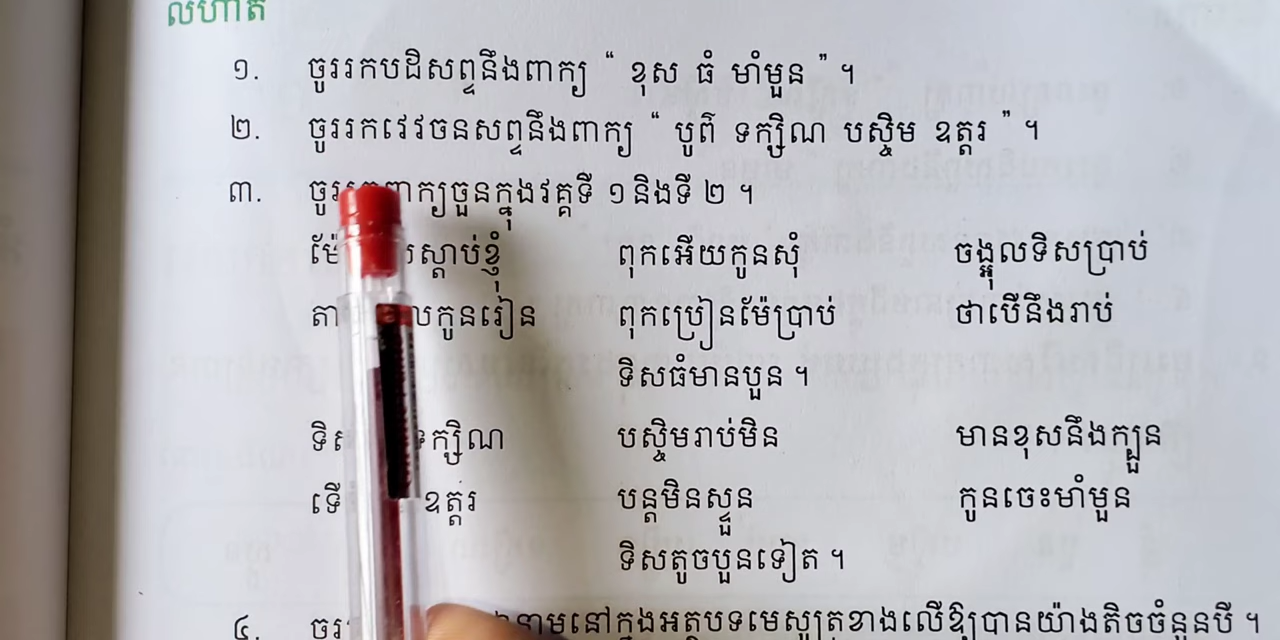 លំហាត់
១. ចូររកបដិសព្ទនឹងពាក្យ “ ខុស ធំ មាំមួន ” ។
២. ចូររកវេវចនសព្ទនឹងពាក្យ “ បូព៌ ទក្សិណ បស្ចិម ឧត្តរ ” ។
៣. ចូរ ពាក្យចួនក្នុងវគ្គទី ១ និងទី ២ ។
ម៉ែ ស្តាប់ខ្ញុំ ពុកអើយកូនសុំ ចង្អុលទិសប្រាប់
កូនរៀន ពុកប្រៀនម៉ែប្រាប់ ថាបើនឹងរាប់
ទិសធំមានបួន ។
ទិស ទក្សិណ បស្ចិមរាប់មិន មានខុសនឹងក្បួន
ទើ ឧត្តរ បន្តមិនស្ទួន កូនចេះមាំមួន
ទិសតូចបួនទៀត ។
៤. នាមនៅក្នុងអត្ថបទមេសូត្រខាងលើឱ្យបានយ៉ាងតិចចំនួនបី ។